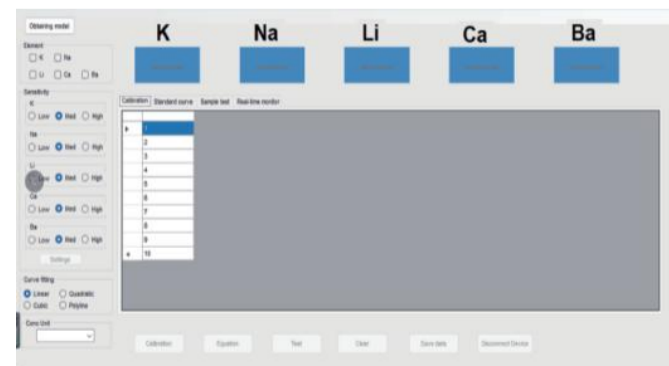 Obtaining model
K Na Li Ca Ba
Element
K Na
Li Ca Ba
Sensitivity
K
Low Med High
Na
Low Med High
Li
Low Med High
Ca
Low Med High
Ba
Low Med High
Settings
Curve fitting
Linear Quadratic
Cubic Polyline
Conc Unit
Calibration Standard curve Sample test Real-time monitor
1
2
3
4
5
6
7
8
9
10
Calibration Equation Test Clear Save data Disconnect Device